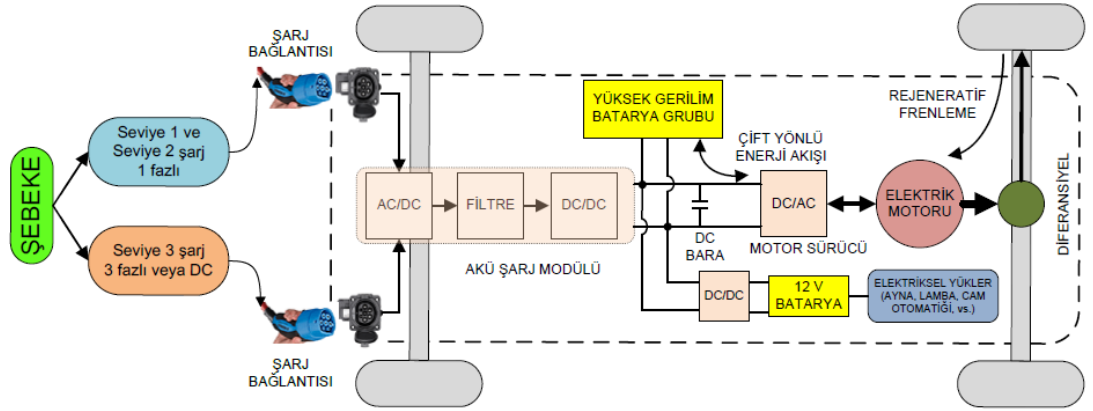 ŞEBEKE
Seviye 1 ve
Seviye 2 şarj
1 fazlı
Seviye 3 şarj
3 fazlı veya DC
ŞARJ
BAĞLANTISI
ŞARJ
BAĞLANTISI
AC/DC
FİLTRE
DC/DC
AKÜ ŞARJ MODÜLÜ
YÜKSEK GERİLİM
BATARYA GRUBU
ÇİFT YÖNLÜ
ENERJİ AKIŞI
DC
BARA
DC/AC
MOTOR SÜRÜCÜ
DC/DC
12 V
BATARYA
ELEKTRİKSEL YÜKLER
(AYNA, LAMBA, CAM
OTOMATİĞİ, vs.)
REJENERATİF
FRENLEME
ELEKTRİK
MOTORU
DİFERANSİYEL